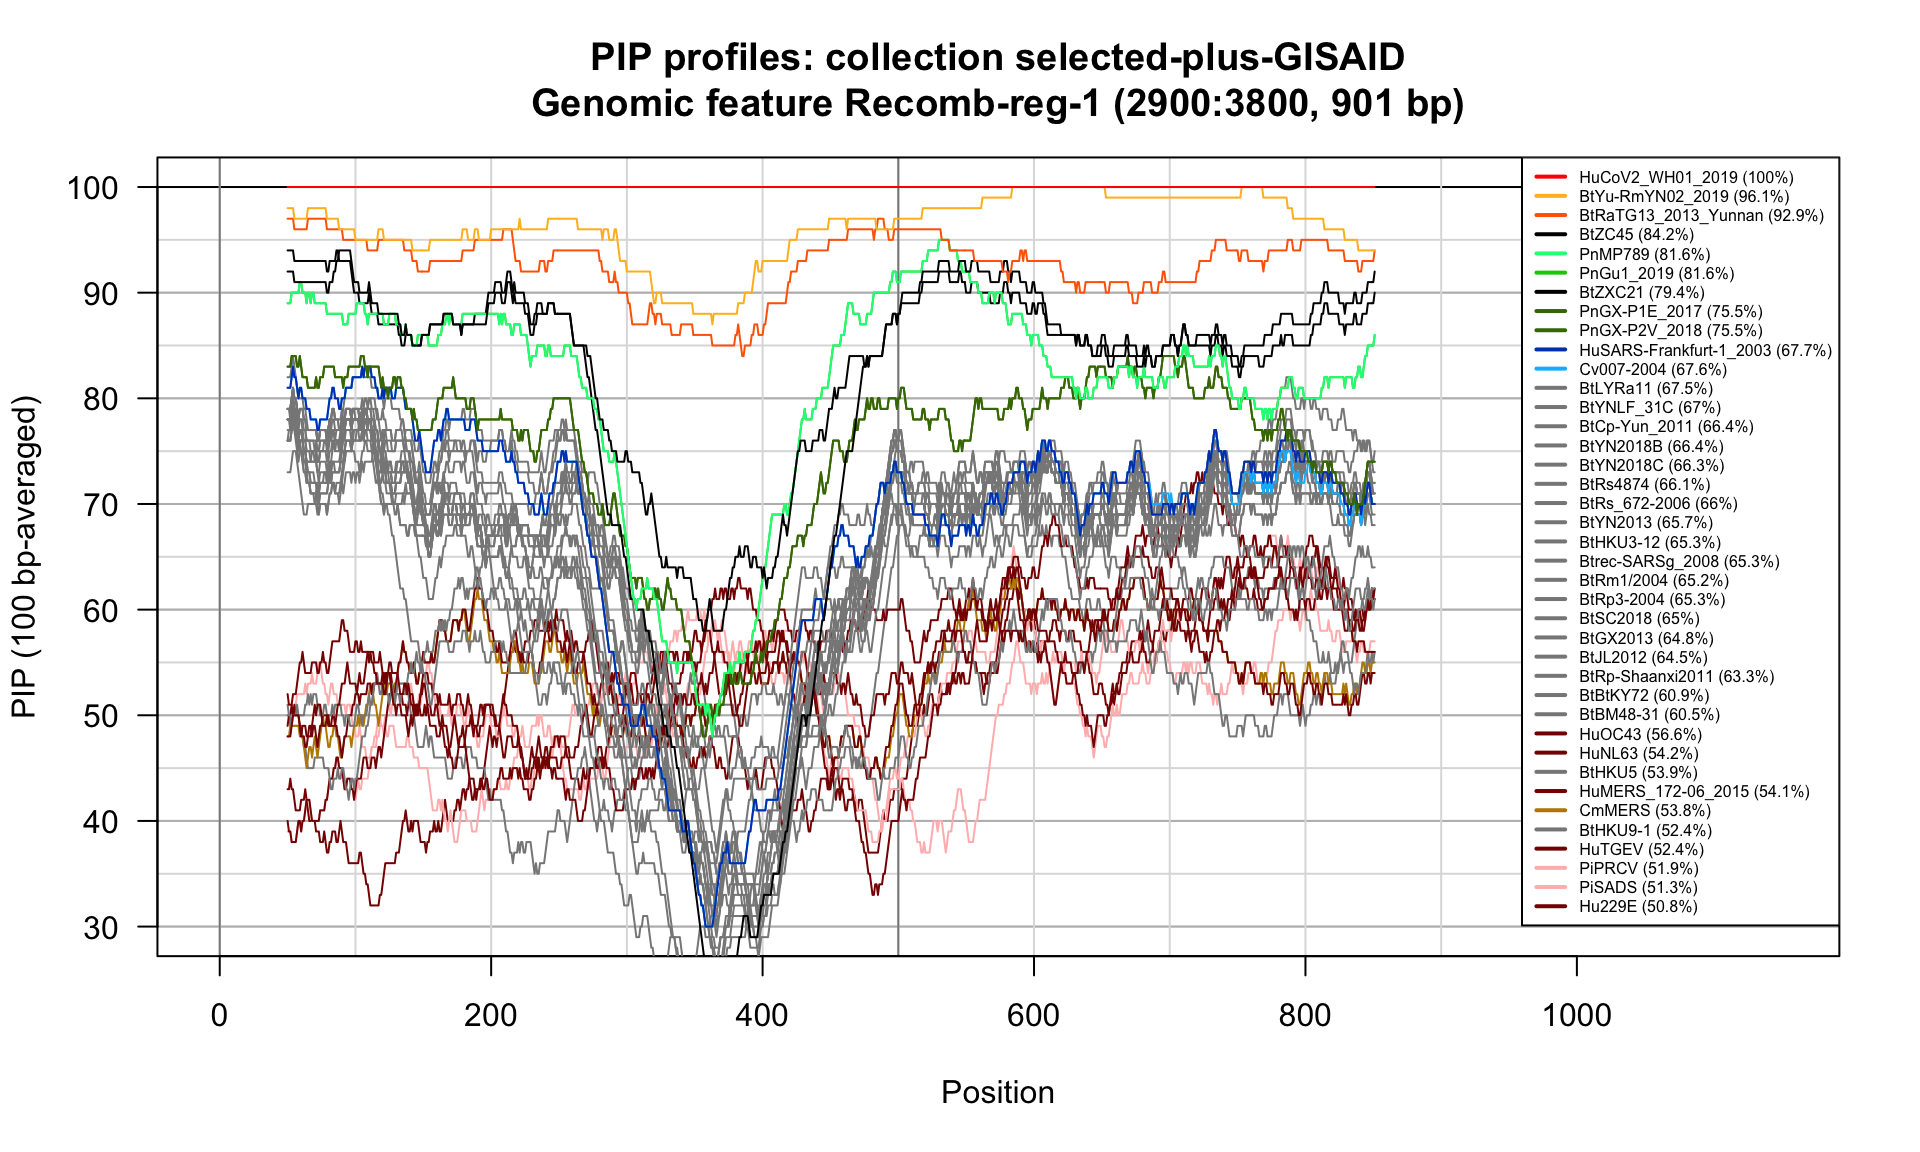 PIP profiles: collection selected-plus-GISAID
Genomic feature Recomb-reg-1 (2900:3800, 901 bp)
PIP (100 bp-averaged)
100
90
80
70
60
50
40
30
0
200
400
600
800
1000
Position
HuCoV2_WH01_2019 (100%)
BtYu-RmYN02_2019 (96.1%)
BtRaTG13_2013_Yunnan (92.9%)
BtZC45 (84.2%)
PnMP789 (81.6%)
PnGu1_2019 (81.6%)
BtZXC21 (79.4%)
PnGX-P1E_2017 (75.5%)
PnGX-P2V_2018 (75.5%)
HuSARS-Frankfurt-1_2003 (67.7%)
Cv007-2004 (67.6%)
BtLYRa11 (67.5%)
BtYNLF_31C (67%)
BtCp-Yun_2011 (66.4%)
BtYN2018B (66.4%)
BtYN2018C (66.3%)
BtRs4874 (66.1%)
BtRs_672-2006 (66%)
BtYN2013 (65.7%)
BtHKU3-12 (65.3%)
Btrec-SARSg_2008 (65.3%)
BtRm1/2004 (65.2%)
BtRp3-2004 (65.3%)
BtSC2018 (65%)
BtGX2013 (64.8%)
BtJL2012 (64.5%)
BtRp-Shaanxi2011 (63.3%)
BtBtKY72 (60.9%)
BtBM48-31 (60.5%)
HuOC43 (56.6%)
HuNL63 (54.2%)
BtHKU5 (53.9%)
HuMERS_172-06_2015 (54.1%)
CmMERS (53.8%)
BtHKU9-1 (52.4%)
HuTGEV (52.4%)
PiPRCV (51.9%)
PiSADS (51.3%)
Hu229E (50.8%)